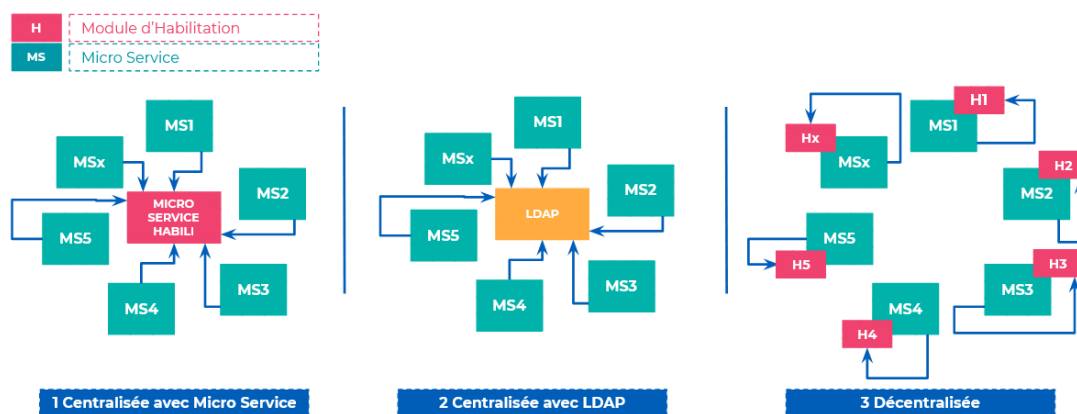 H Module d'Habilitation
MS Micro Service
MS1
MSx
MS2
MICRO
SERVICE
HABILI
MS5
MS4
MS3
1 Centralisée avec Micro Service
MS1
MSx
MS2
LDAP
MS5
MS4
MS3
2 Centralisée avec LDAP
H1
MS1
Hx
MSx
H2
MS2
MS5
H5
H3
MS3
MS4
H4
3 Décentralisée